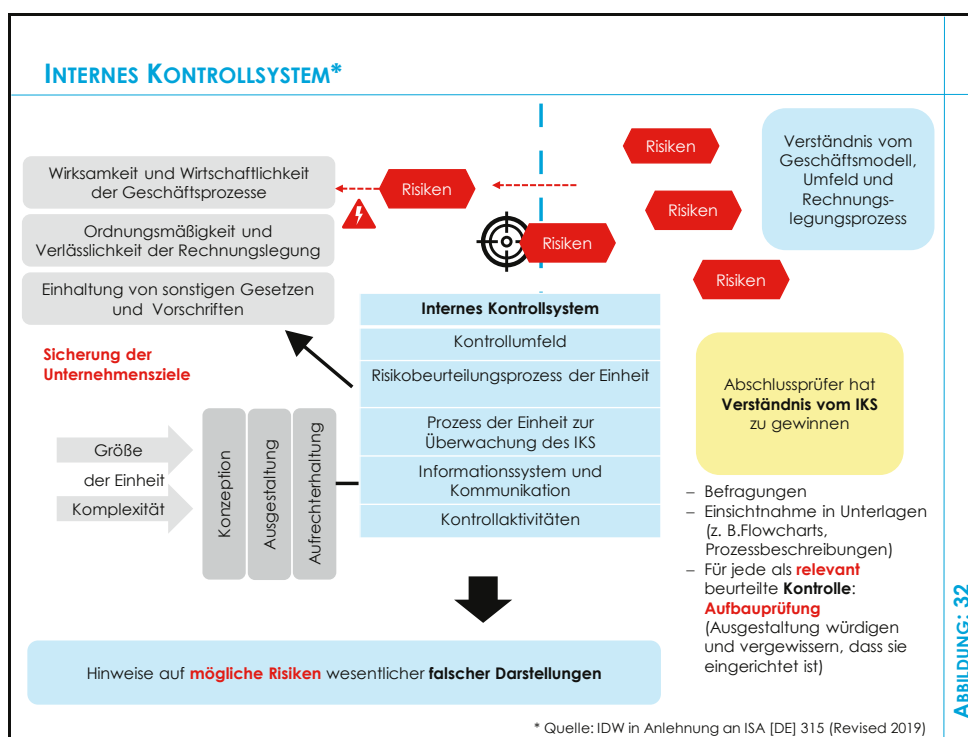 INTERNES KONTROLLSYSTEM*
Wirksamkeit und Wirtschaftlichkeit
der Geschäftsprozesse
Ordnungsmäßigkeit und
Verlässlichkeit der Rechnungslegung
Einhaltung von sonstigen Gesetzen
und Vorschriften
Risiken
Risiken
Risiken
Risiken
Risiken
Verständnis vom
Geschäftsmodell,
Umfeld und
Rechnungs-
legungsprozess
Sicherung der
Unternehmensziele
Größe
der Einheit
Komplexität
Konzeption
Ausgestaltung
Aufrechterhaltung
Internes Kontrollsystem
Kontrollumfeld
Risikobeurteilungsprozess der Einheit
Prozess der Einheit zur
Überwachung des IKS
Informationssystem und
Kommunikation
Kontrollaktivitäten
Abschlussprüfer hat
Verständnis vom IKS
zu gewinnen
– Befragungen
– Einsichtnahme in Unterlagen
(z. B.Flowcharts,
Prozessbeschreibungen)
– Für jede als relevant
beurteilte Kontrolle:
Aufbauprüfung
(Ausgestaltung würdigen
und vergewissern, dass sie
eingerichtet ist)
Hinweise auf mögliche Risiken wesentlicher falscher Darstellungen
* Quelle: IDW in Anlehnung an ISA [DE] 315 (Revised 2019)
ABBILDUNG: 32